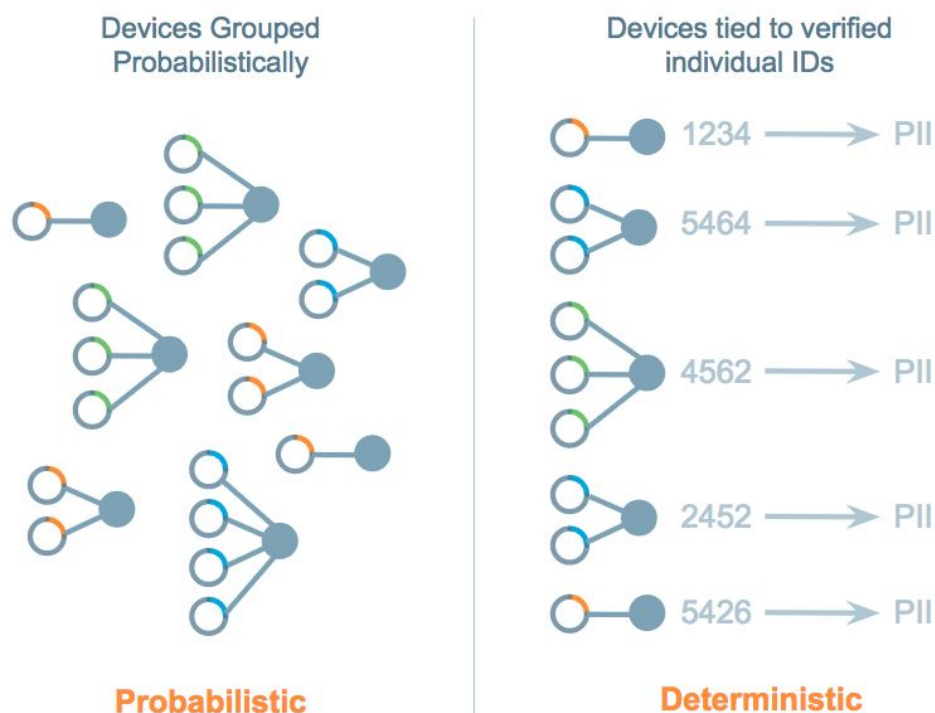 Devices Grouped
Probabilistically
Devices tied to verified
individual IDs
1234 PII
5464 PII
4562 PII
2452 PII
5426 PII
Probabilistic
Deterministic